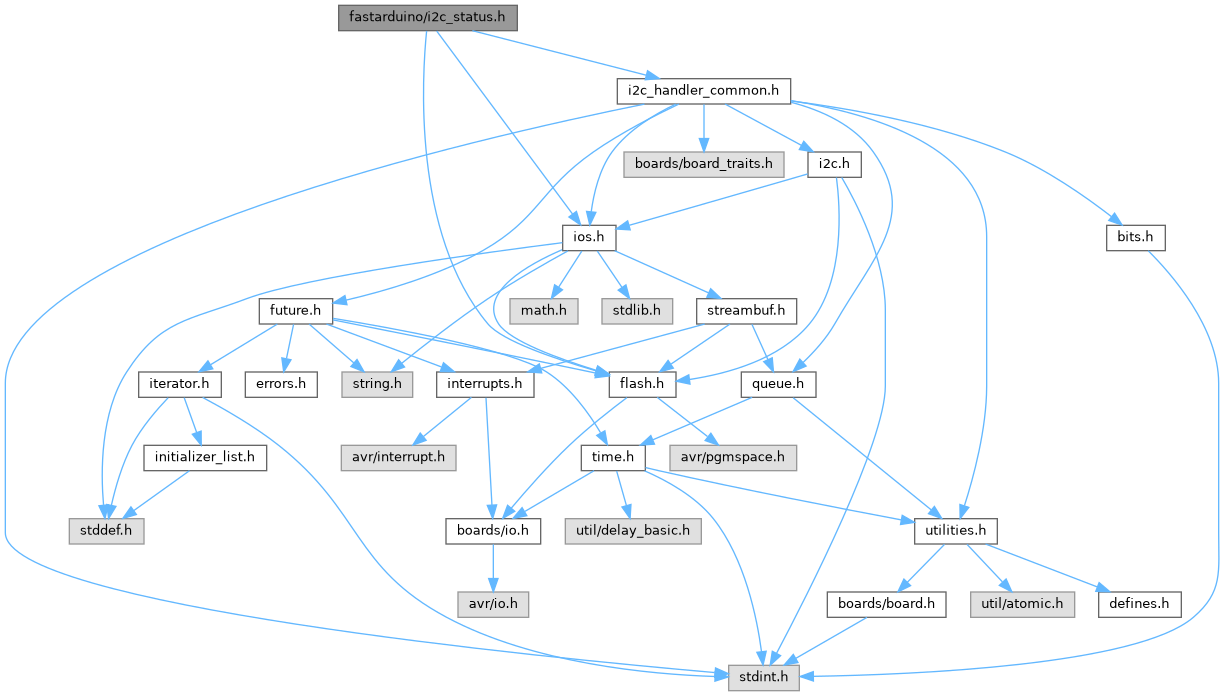 fastarduino/i2c_status.h
i2c_handler_common.h
boards/board_traits.h
i2c.h
ios.h
bits.h
future.h
math.h
stdlib.h
streambuf.h
iterator.h
errors.h
string.h
interrupts.h
flash.h
queue.h
initializer_list.h
avr/interrupt.h
time.h
avr/pgmspace.h
stddef.h
boards/io.h
util/delay_basic.h
utilities.h
avr/io.h
boards/board.h
util/atomic.h
defines.h
stdint.h